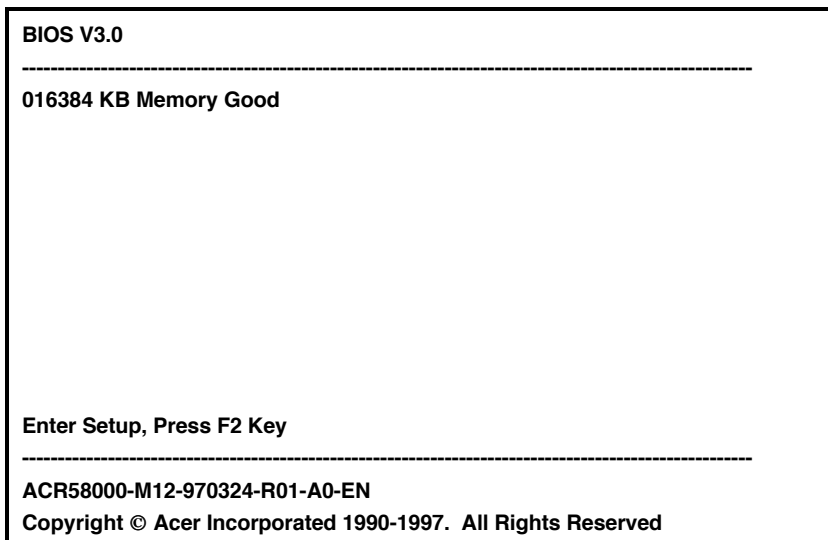 BIOS V3.0
------------------------------------------------------------------------------------------------------
016384 KB Memory Good
Enter Setup, Press F2 Key
------------------------------------------------------------------------------------------------------
ACR58000-M12-970324-R01-A0-EN
Copyright © Acer Incorporated 1990-1997.  All Rights Reserved